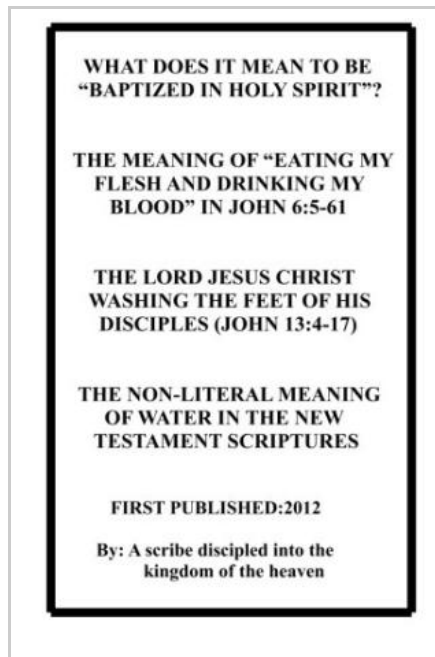 WHAT DOES IT MEAN TO BE
“BAPTIZED IN HOLY SPIRIT”?
THE MEANING OF “EATING MY
FLESH AND DRINKING MY
BLOOD” IN JOHN 6:5-61
THE LORD JESUS CHRIST
WASHING THE FEET OF HIS
DISCIPLES (JOHN 13:4-17)
THE NON-LITERAL MEANING
OF WATER IN THE NEW
TESTAMENT SCRIPTURES
FIRST PUBLISHED:2012
By: A scribe discipled into the
kingdom of the heaven